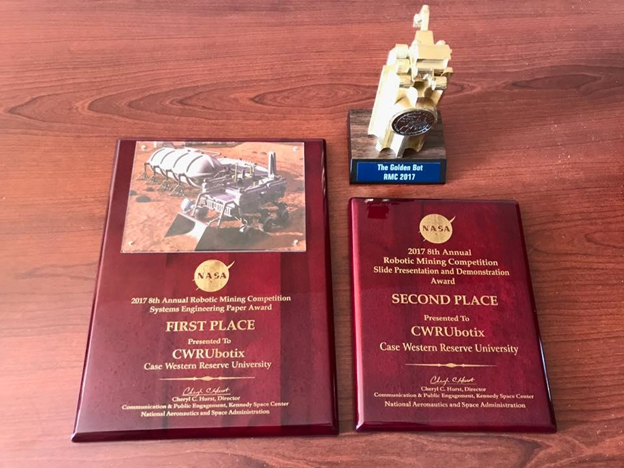 The Golden Bot
RMC 2017
NASA
2017 8th Annual Robotic Mining Competition
Systems Engineering Paper Award
FIRST PLACE
Presented To
CWRUbotix
Case Western Reserve University
Cheryl C. Hurst, Director
Communication & Public Engagement, Kennedy Space Center
National Aeronautics and Space Administration
NASA
2017 8th Annual
Robotic Mining Competition
Slide Presentation and Demonstration
Award
SECOND PLACE
Presented To
CWRUbotix
Case Western Reserve University
Cheryl C. Hurst, Director
Communication & Public Engagement, Kennedy Space Center
National Aeronautics and Space Administration